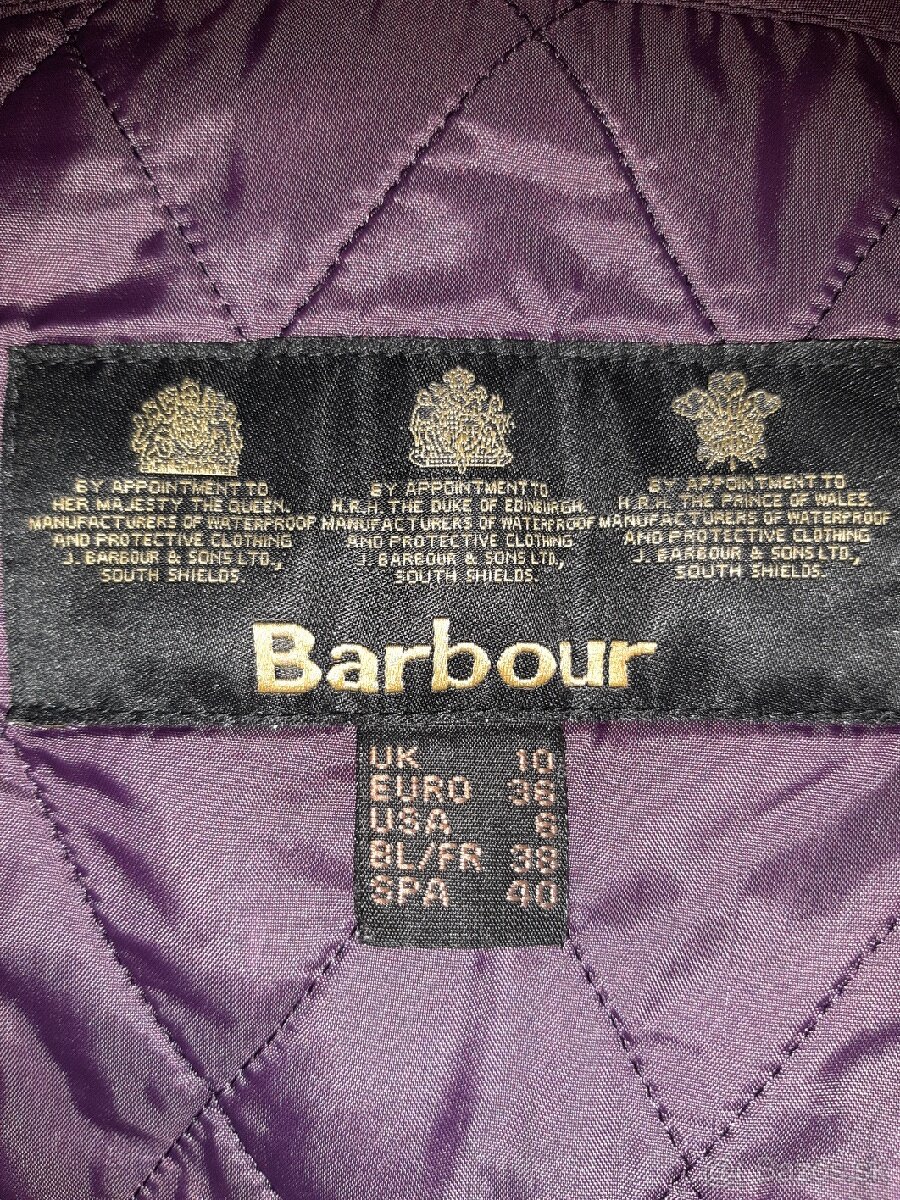 BY APPOINTMENT TO
HER MAJESTY THE QUEEN.
MANUFACTURERS OF WATERPROOF
AND PROTECTIVE CLOTHING
J. BARBOUR & SONS LTD.,
SOUTH SHIELDS.
BY APPOINTMENT TO
H.R.H. THE DUKE OF EDINBURGH.
MANUFACTURERS OF WATERPROOF
AND PROTECTIVE CLOTHING
J. BARBOUR & SONS LTD.,
SOUTH SHIELDS.
BY APPOINTMENT TO
H.R.H. THE PRINCE OF WALES.
MANUFACTURERS OF WATERPROOF
AND PROTECTIVE CLOTHING
J. BARBOUR & SONS LTD.,
SOUTH SHIELDS.
Barbour
UK 10
EURO 36
USA 6
BL/FR 38
SPA 40